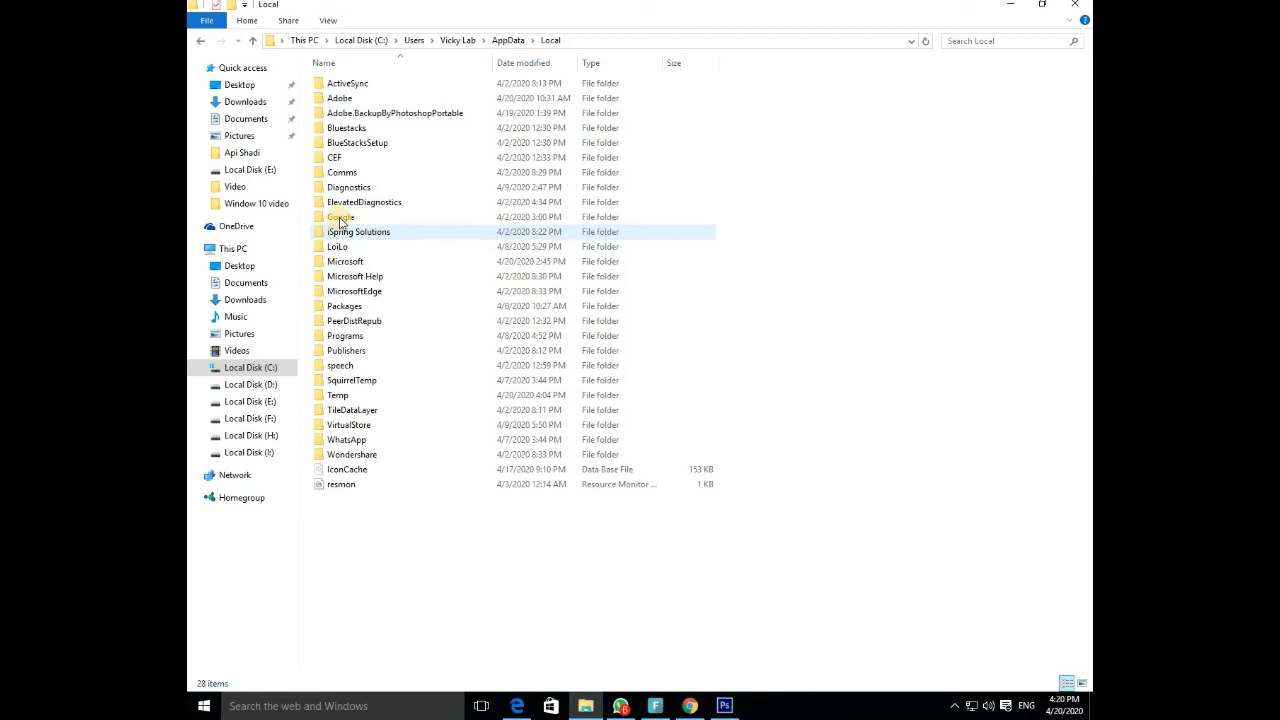 Local
File Home Share View
This PC Local Disk (C:) Users Vicky Lab AppData Local
Search Local
Name Date modified Type Size
Quick access
Desktop
Downloads
Documents
Pictures
Api Shadi
Local Disk (E:)
Video
Window 10 video
OneDrive
This PC
Desktop
Documents
Downloads
Music
Pictures
Videos
Local Disk (C:)
Local Disk (D:)
Local Disk (E:)
Local Disk (F:)
Local Disk (H:)
Local Disk (I:)
Network
Homegroup
ActiveSync 4/2/2020 8:13 PM File folder
Adobe 4/20/2020 10:31 AM File folder
Adobe.BackupByPhotoshopPortable 4/19/2020 1:39 PM File folder
Bluestacks 4/2/2020 12:30 PM File folder
BlueStacksSetup 4/2/2020 12:30 PM File folder
CEF 4/2/2020 12:33 PM File folder
Comms 4/2/2020 8:29 PM File folder
Diagnostics 4/9/2020 2:47 PM File folder
ElevatedDiagnostics 4/2/2020 4:34 PM File folder
Google 4/2/2020 3:00 PM File folder
iSpring Solutions 4/2/2020 8:22 PM File folder
LoiLo 4/8/2020 5:29 PM File folder
Microsoft 4/20/2020 2:45 PM File folder
Microsoft Help 4/2/2020 8:30 PM File folder
MicrosoftEdge 4/2/2020 8:33 PM File folder
Packages 4/8/2020 10:27 AM File folder
PeerDistRepub 4/2/2020 12:32 PM File folder
Programs 4/8/2020 4:52 PM File folder
Publishers 4/2/2020 8:12 PM File folder
speech 4/2/2020 12:59 PM File folder
SquirrelTemp 4/7/2020 3:44 PM File folder
Temp 4/20/2020 4:04 PM File folder
TileDataLayer 4/2/2020 8:11 PM File folder
VirtualStore 4/9/2020 5:50 PM File folder
WhatsApp 4/7/2020 3:44 PM File folder
Wondershare 4/2/2020 8:33 PM File folder
IconCache 4/17/2020 9:10 PM Data Base File 153 KB
resmon 4/3/2020 12:14 AM Resource Monitor ... 1 KB
28 items
Search the web and Windows
6
F
Ps
ENG
4:20 PM
4/20/2020